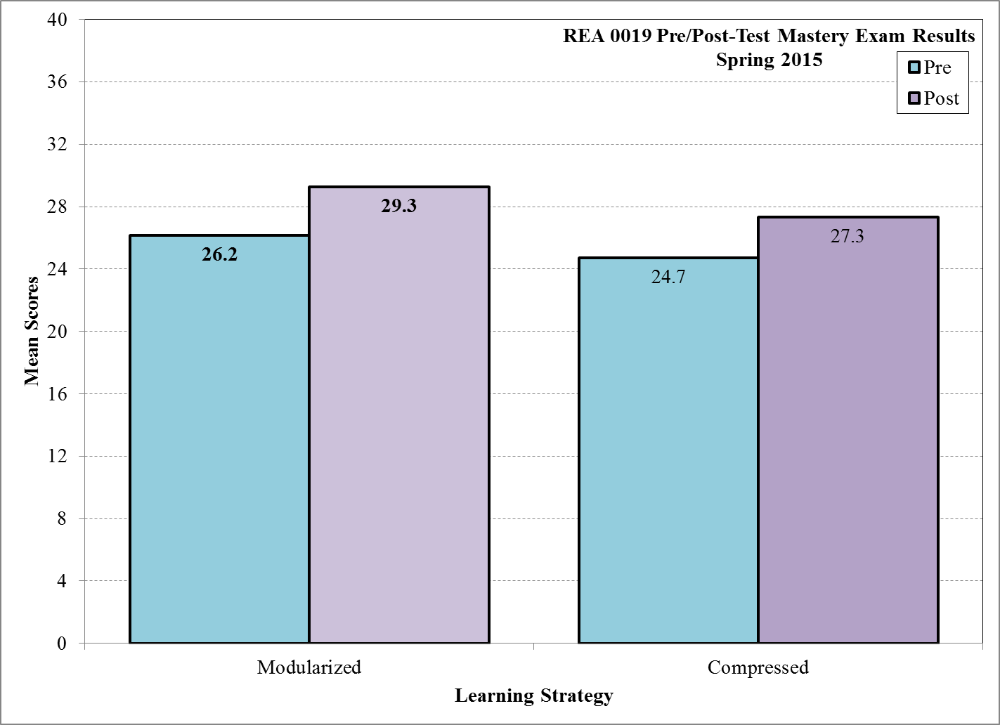 REA 0019 Pre/Post-Test Mastery Exam Results
Spring 2015
Pre
Post
Mean Scores
40
36
32
28
24
20
16
12
8
4
0
26.2
29.3
24.7
27.3
Modularized
Compressed
Learning Strategy